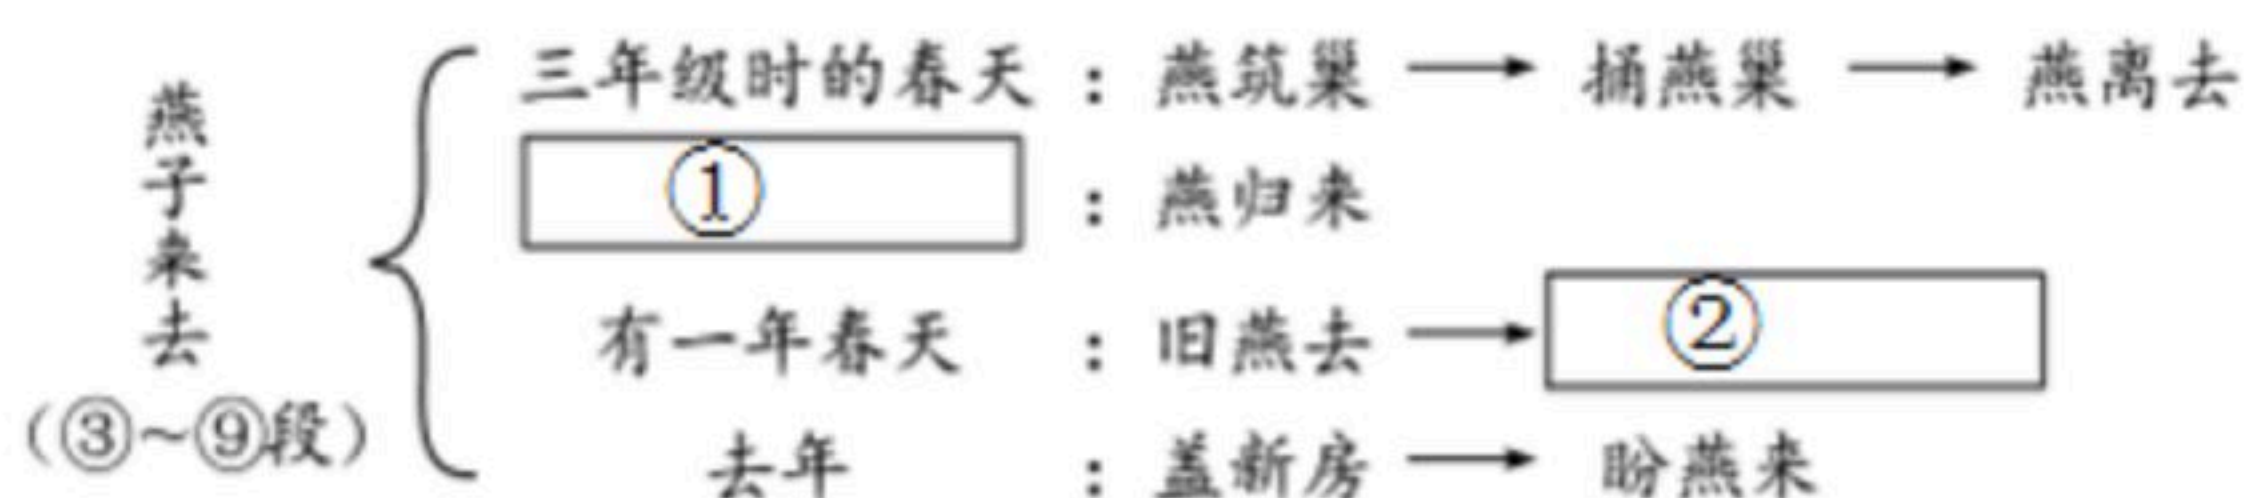 燕子来去
（③～⑨段）
三年级时的春天：燕筑巢 → 捅燕巢 → 燕离去
①：燕归来
有一年春天：旧燕去 → ②
去年：盖新房 → 盼燕来